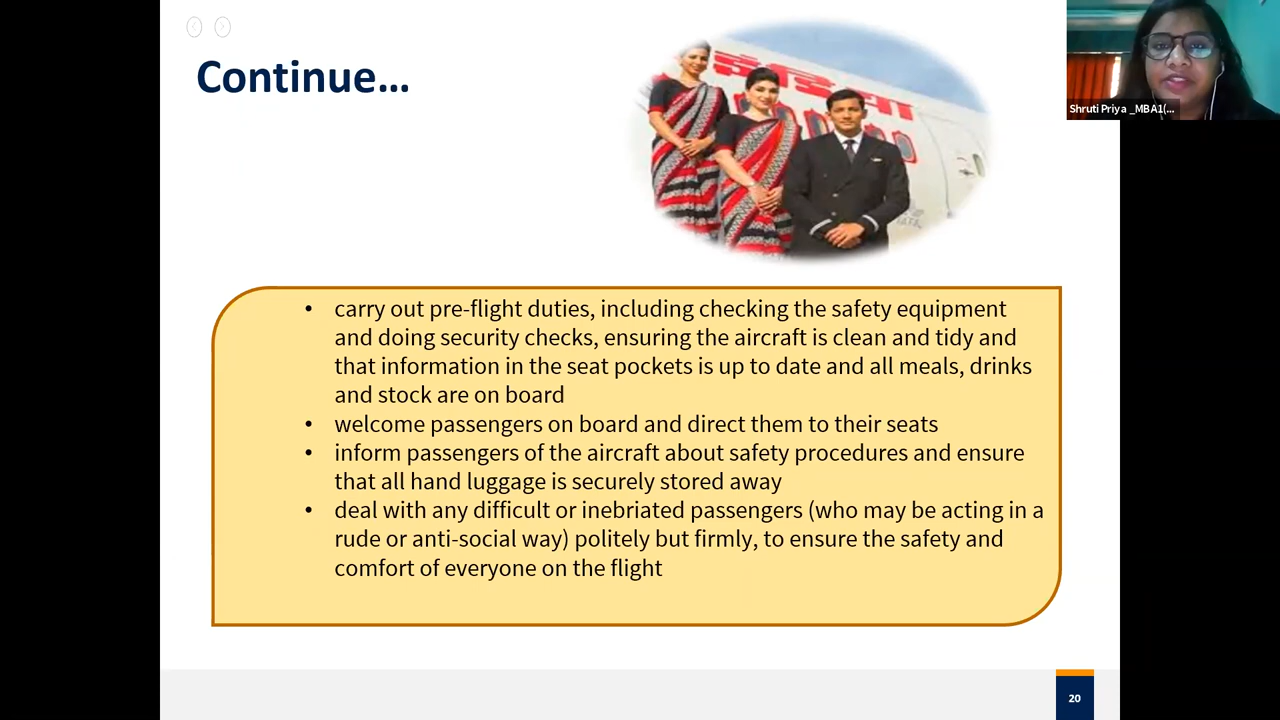 Continue...
इंडिया
Shruti Priya _MBA1(...
• carry out pre-flight duties, including checking the safety equipment
and doing security checks, ensuring the aircraft is clean and tidy and
that information in the seat pockets is up to date and all meals, drinks
and stock are on board
• welcome passengers on board and direct them to their seats
• inform passengers of the aircraft about safety procedures and ensure
that all hand luggage is securely stored away
• deal with any difficult or inebriated passengers (who may be acting in a
rude or anti-social way) politely but firmly, to ensure the safety and
comfort of everyone on the flight
20